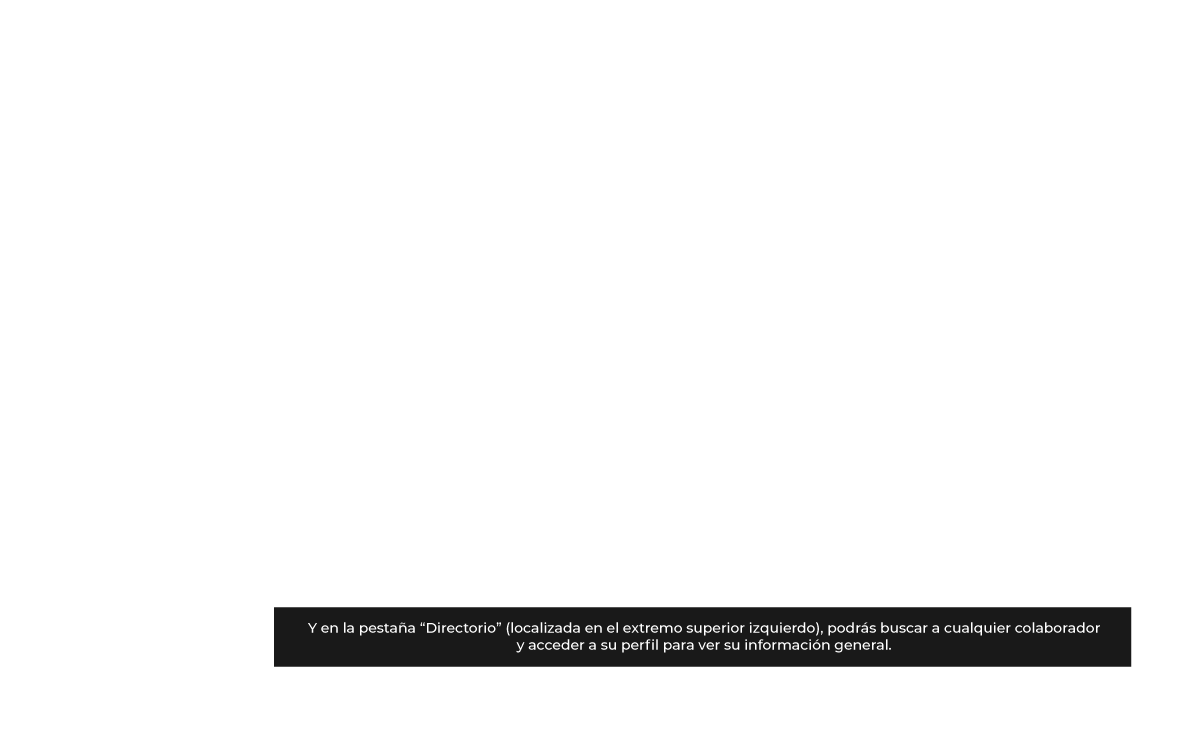 Y en la pestaña “Directorio” (localizada en el extremo superior izquierdo), podrás buscar a cualquier colaborador
y acceder a su perfil para ver su información general.